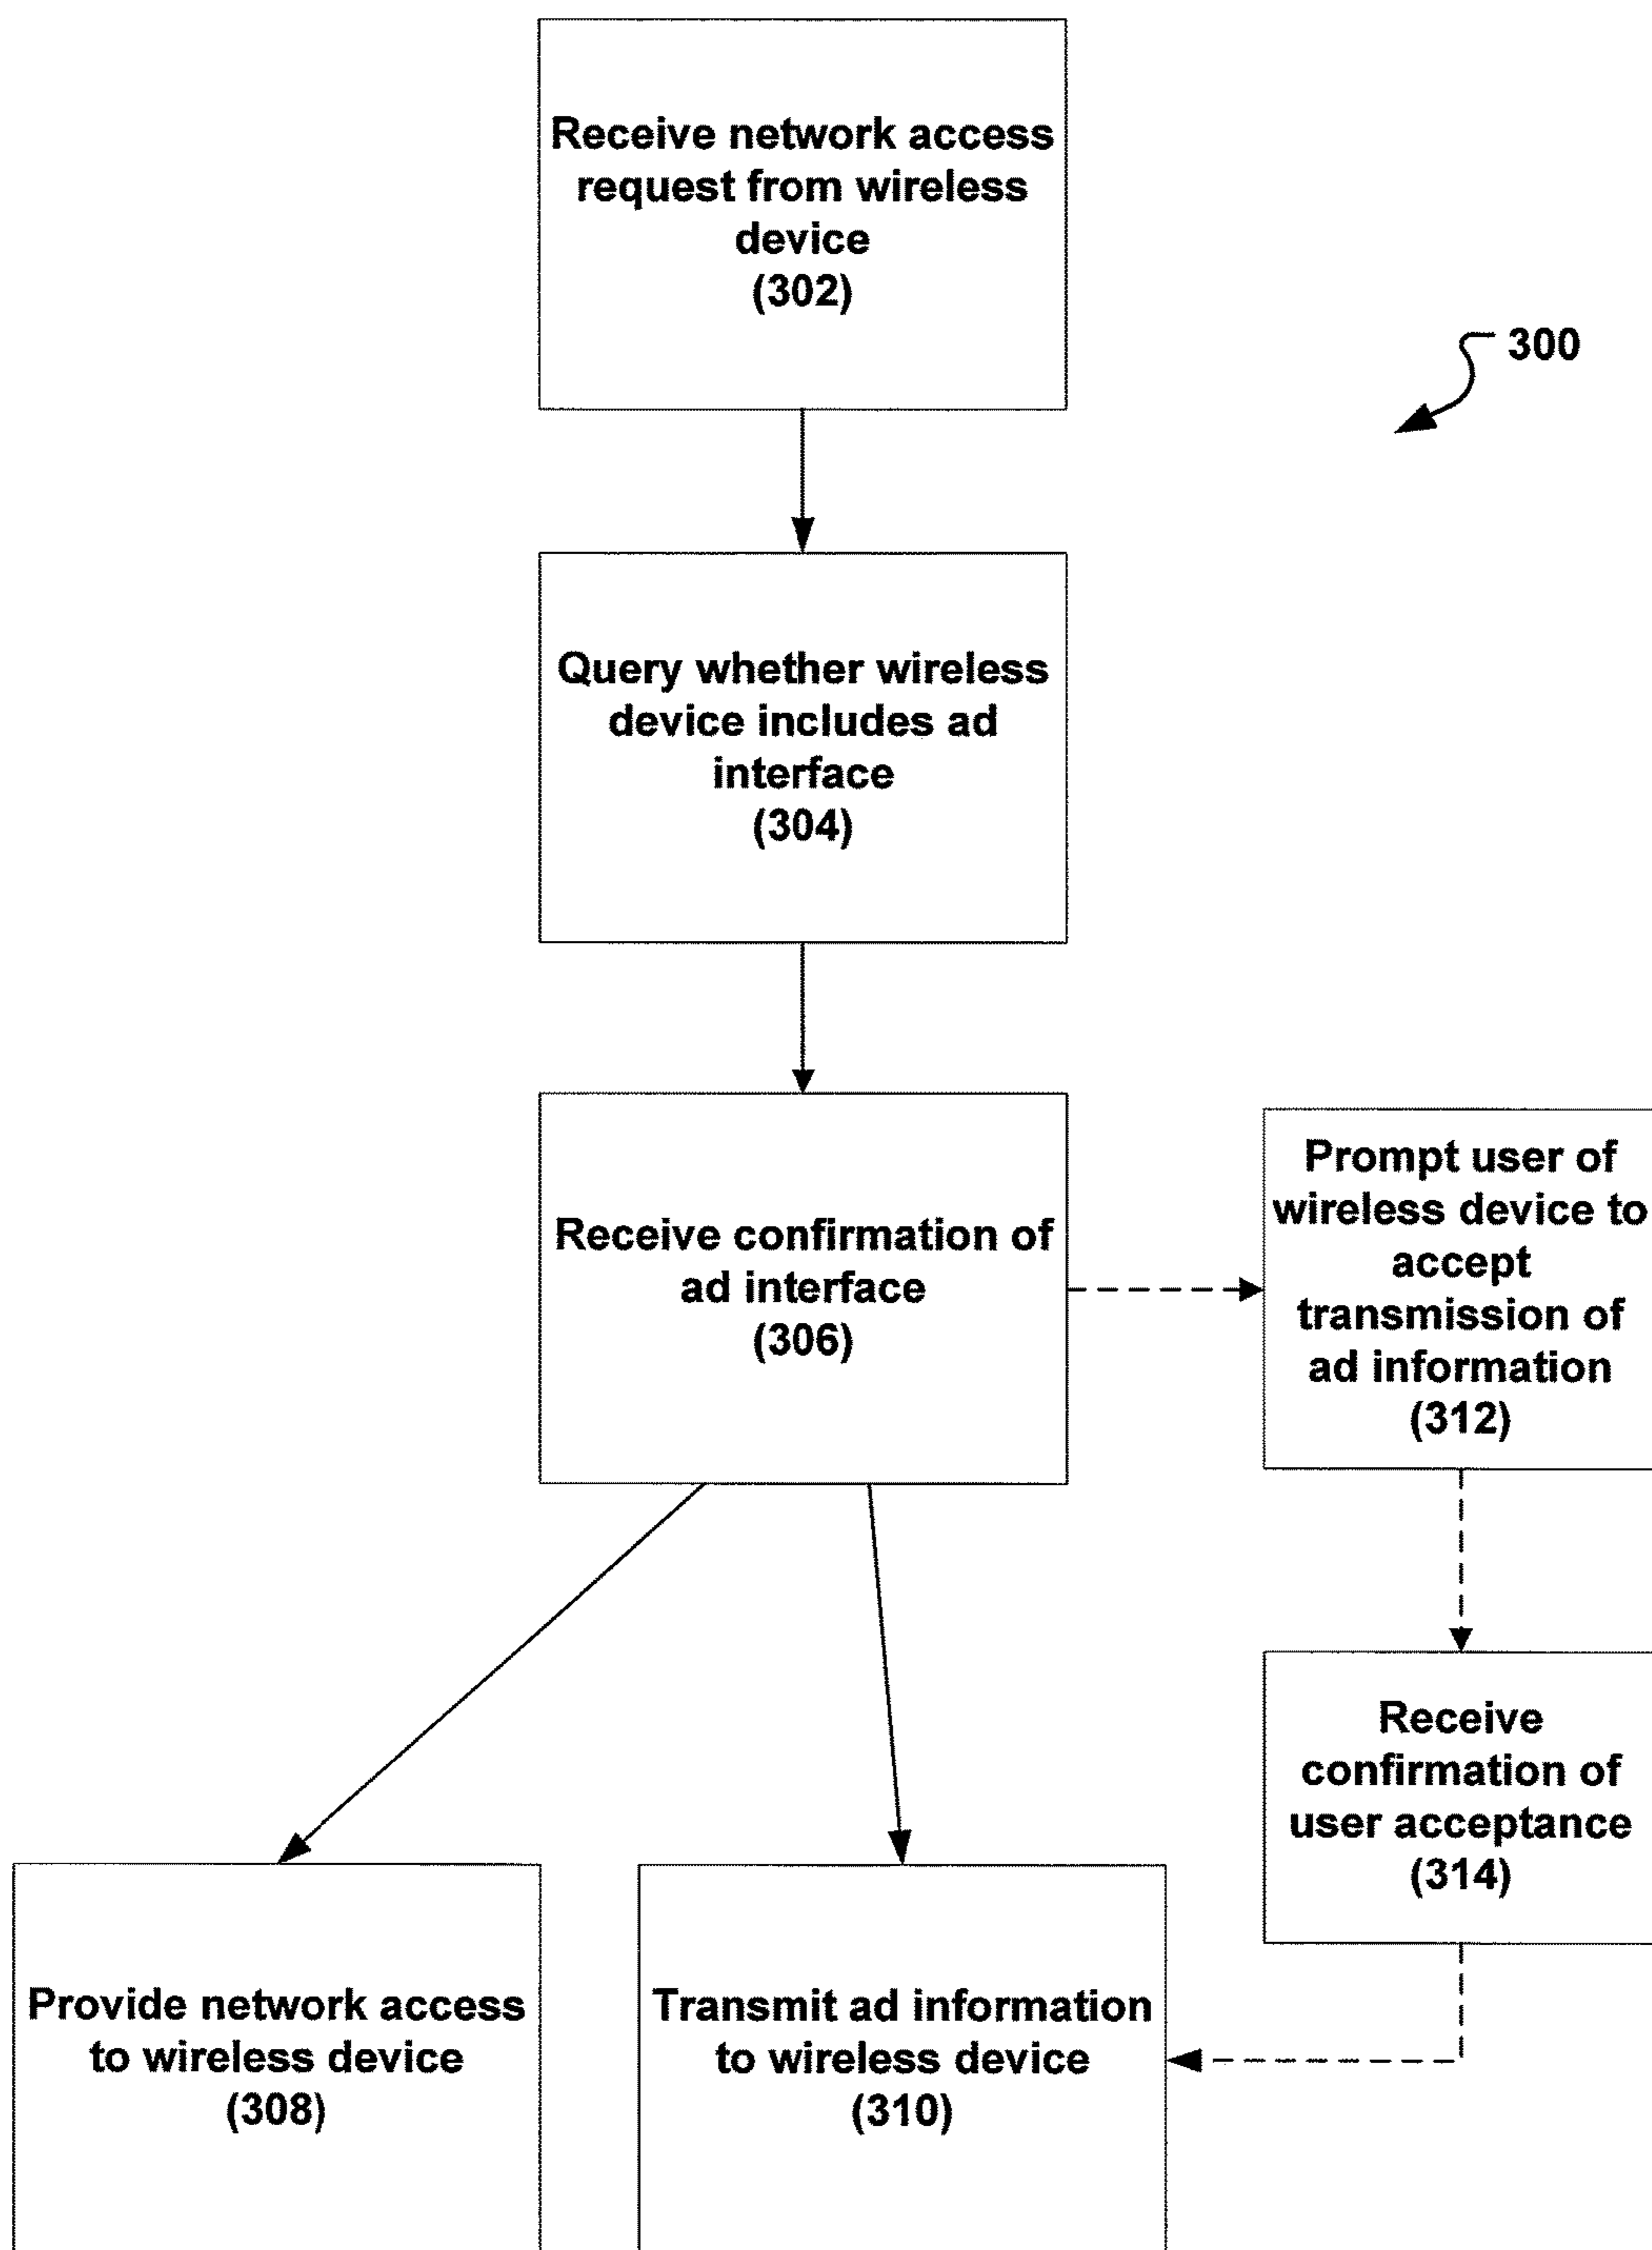 Receive network access
request from wireless
device
(302)
300
Query whether wireless
device includes ad
interface
(304)
Receive confirmation of
ad interface
(306)
Prompt user of
wireless device to
accept
transmission of
ad information
(312)
Receive
confirmation of
user acceptance
(314)
Provide network access
to wireless device
(308)
Transmit ad information
to wireless device
(310)